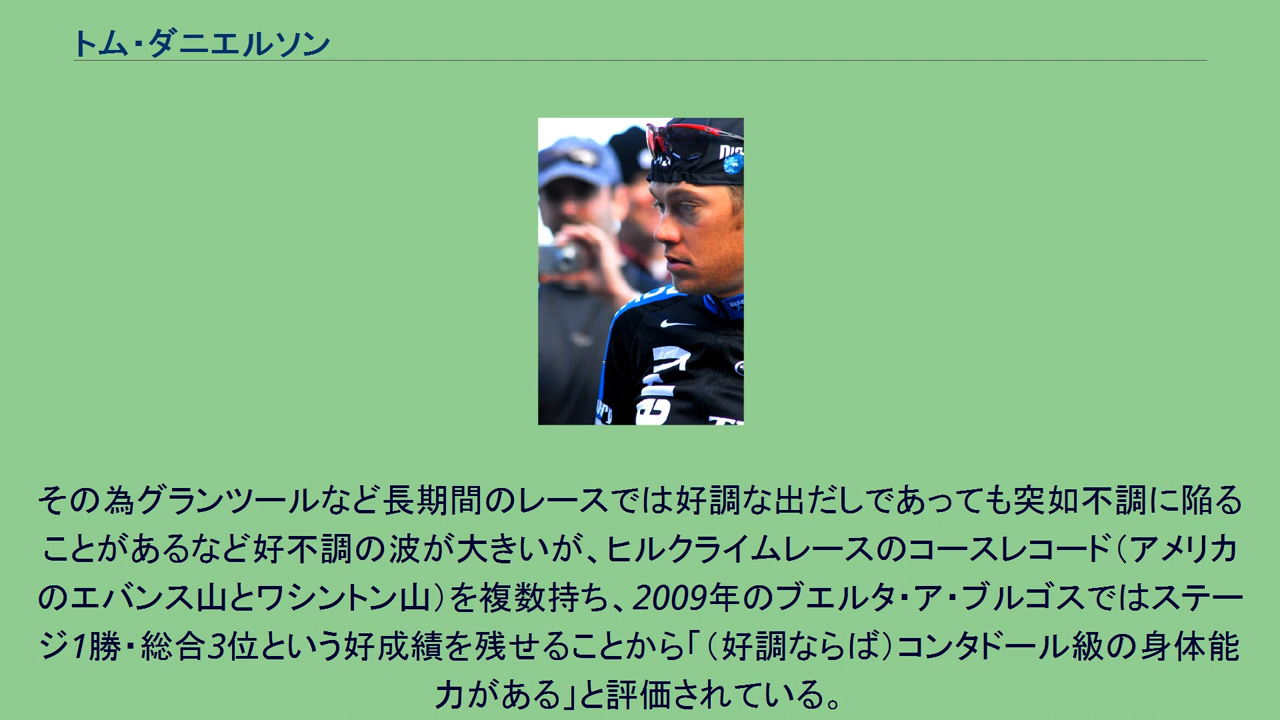 トム・ダニエルソン
その為グランツールなど長期間のレースでは好調な出だしであっても突如不調に陥る
ことがあるなど好不調の波が大きいが、ヒルクライムレースのコースレコード（アメリカ
のエバンス山とワシントン山）を複数持ち、2009年のブエルタ・ア・ブルゴスではステー
ジ1勝・総合3位という好成績を残せることから「（好調ならば）コンタドール級の身体能
力がある」と評価されている。